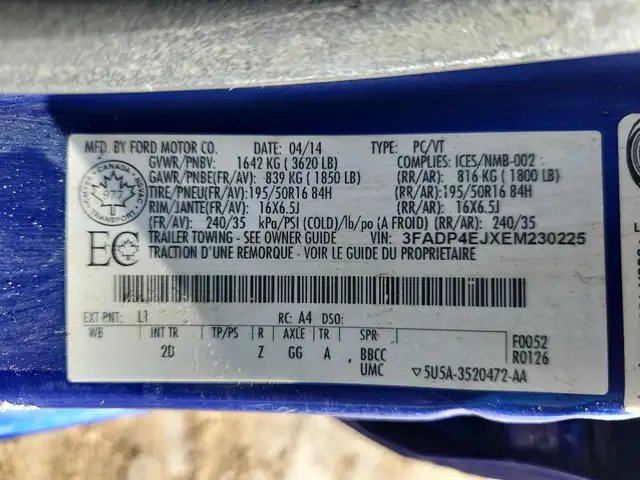 MFD. BY FORD MOTOR CO. DATE: 04/14 TYPE: PC/VT
GVWR/PNBV: 1642 KG ( 3620 LB) COMPLIES: ICES/NMB-002
GAWR/PNBE(FR/AV): 839 KG ( 1850 LB) (RR/AR): 816 KG ( 1800 LB)
TIRE/PNEU(FR/AV): 195/50R16 84H (RR/AR): 195/50R16 84H
RIM/JANTE(FR/AV): 16X6.5J (RR/AR): 16X6.5J
(FR/AV): 240/35 kPa/PSI (COLD)/lb/po (A FROID) (RR/AR): 240/35
TRAILER TOWING - SEE OWNER GUIDE VIN: 3FADP4EJXEM230225
TRACTION D'UNE REMORQUE - VOIR LE GUIDE DU PROPRIETAIRE
CANADA
TRANSPORT
EC
EXT PNT: L1 RC: A4 DSO:
WB INT TR TP/PS R AXLE TR SPR
2D Z GG A , BBCC
UMC
F0052
R0126
▽5U5A-3520472-AA